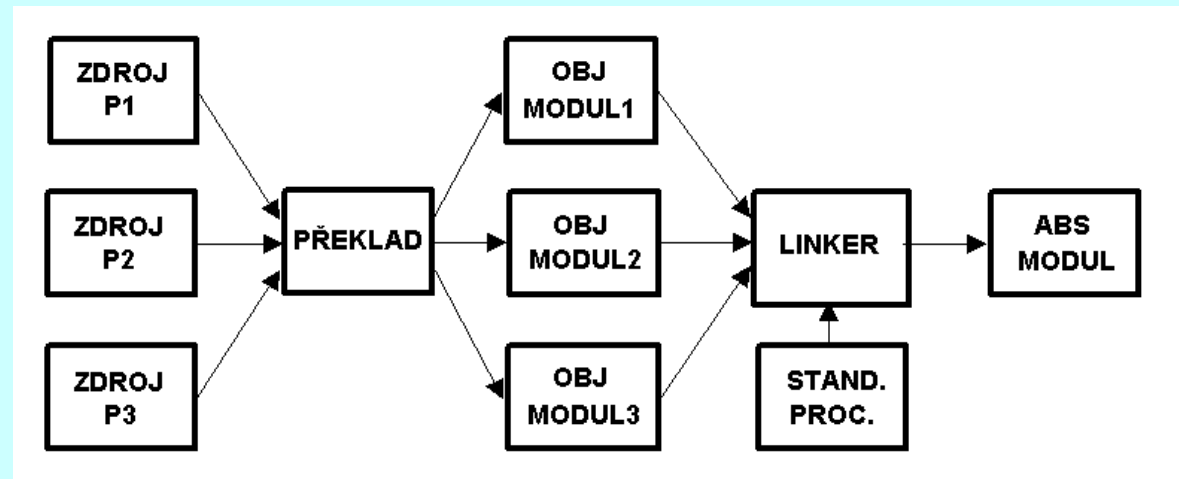 ZDROJ
P1
ZDROJ
P2
ZDROJ
P3
PŘEKLAD
OBJ
MODUL1
OBJ
MODUL2
OBJ
MODUL3
LINKER
STAND.
PROC.
ABS
MODUL